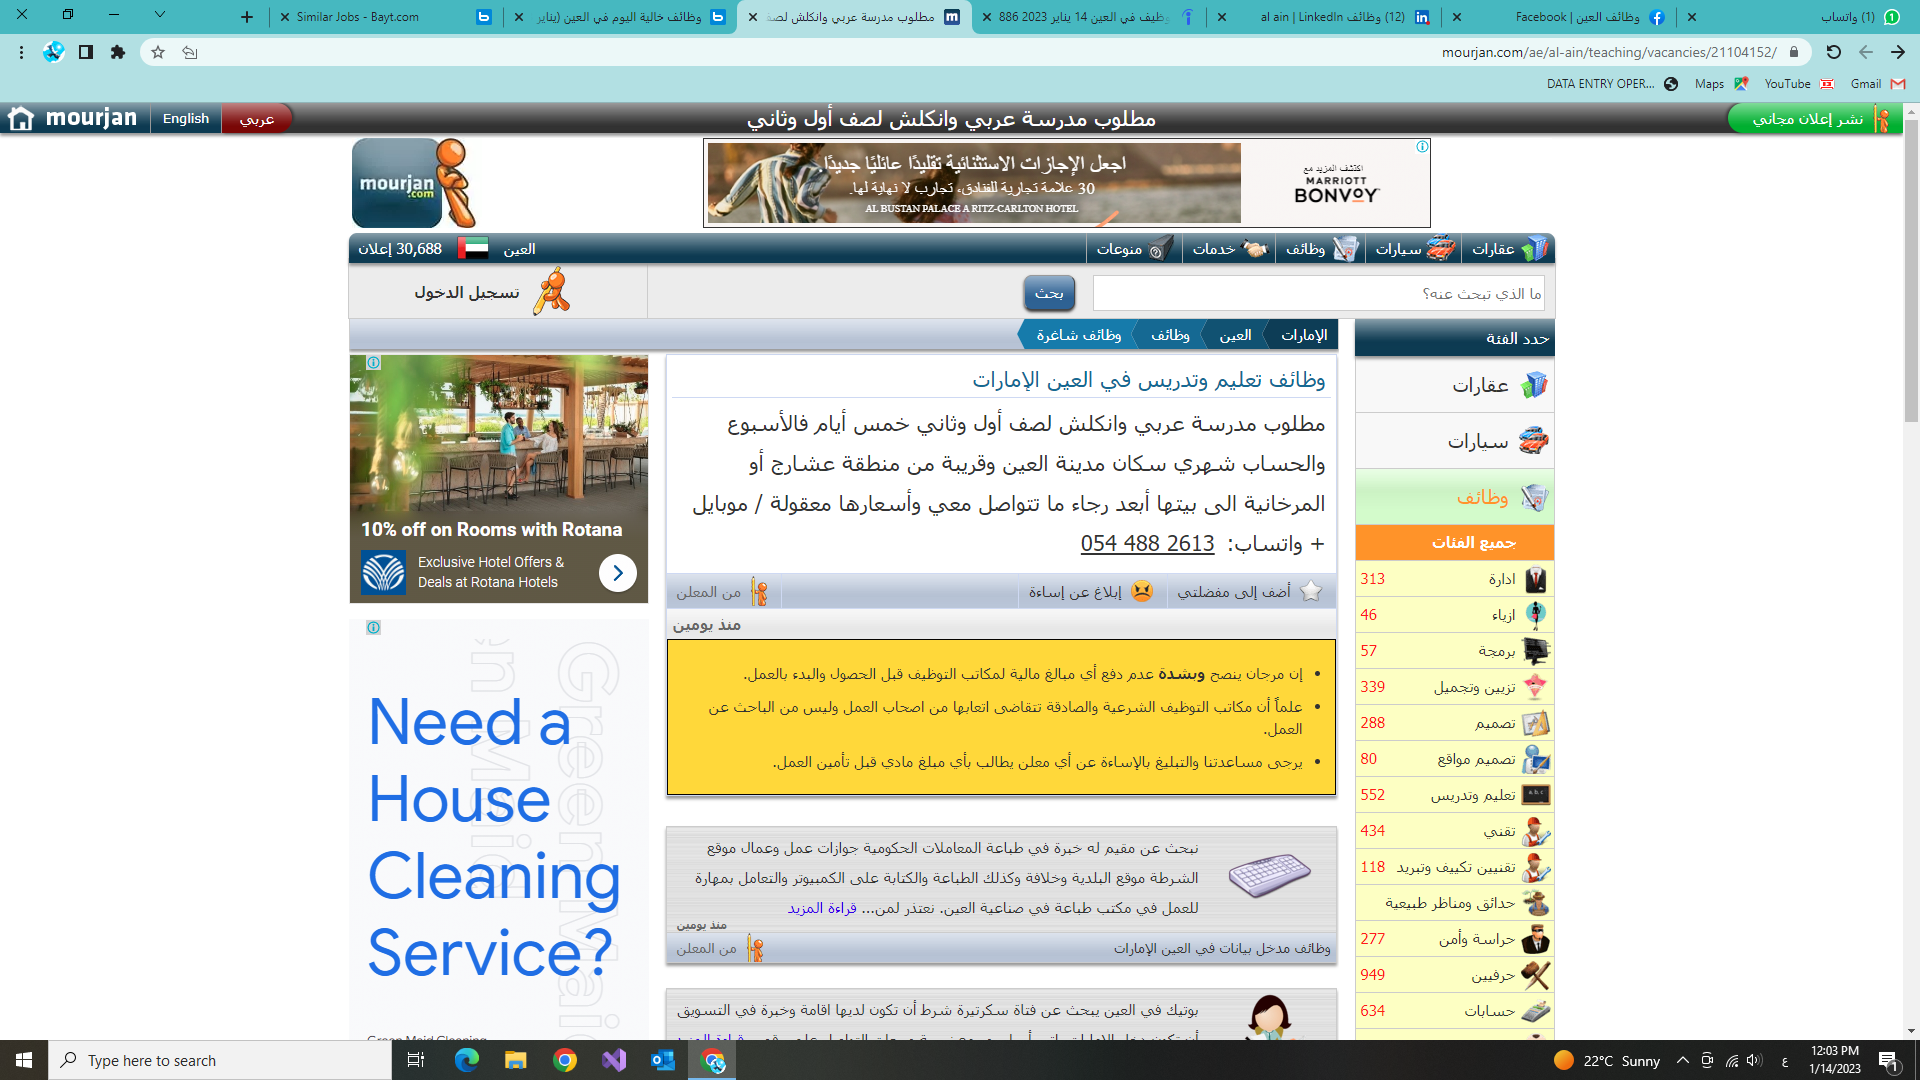 Similar Jobs - Bayt.com
وظائف خالية اليوم في العين (يناير
مطلوب مدرسة عربي وانكلش لصف
وظيف في العين 14 يناير 2023 886
(12) وظائف al ain | LinkedIn
وظائف العين | Facebook
(1) واتساب
mourjan.com/ae/al-ain/teaching/vacancies/21104152/
DATA ENTRY OPER...
Maps
YouTube
Gmail
mourjan
English
عربي
مطلوب مدرسة عربي وانكلش لصف أول وثاني
نشر إعلان مجاني
mourjan
.com
اجعل الإجازات الاستثنائية تقليدًا عائليًا جديدًا.
30 علامة تجارية للفنادق، تجارب لا نهاية لها.
AL BUSTAN PALACE A RITZ-CARLTON HOTEL
اكتشف المزيد مع
MARRIOTT
BONVOY
عقارات
سيارات
وظائف
خدمات
منوعات
العين
30,688 إعلان
ما الذي تبحث عنه؟
بحث
تسجيل الدخول
الإمارات
العين
وظائف
وظائف شاغرة
حدد الفئة
عقارات
سيارات
وظائف
جميع الفئات
ادارة 313
ازياء 46
برمجة 57
تزيين وتجميل 339
تصميم 288
تصميم مواقع 80
تعليم وتدريس 552
تقني 434
تقنيين تكييف وتبريد 118
حدائق ومناظر طبيعية
حراسة وأمن 277
حرفيين 949
حسابات 634
وظائف تعليم وتدريس في العين الإمارات
مطلوب مدرسة عربي وانكلش لصف أول وثاني خمس أيام فالأسبوع
والحساب شهري سكان مدينة العين وقريبة من منطقة عشارج أو
المرخانية الى بيتها أبعد رجاء ما تتواصل معي وأسعارها معقولة / موبايل
+ واتساب: 054 488 2613
أضف إلى مفضلتي
إبلاغ عن إساءة
من المعلن
منذ يومين
• إن مرجان ينصح وبشدة عدم دفع أي مبالغ مالية لمكاتب التوظيف قبل الحصول والبدء بالعمل.
• علماً أن مكاتب التوظيف الشرعية والصادقة تتقاضى اتعابها من اصحاب العمل وليس من الباحث عن
العمل.
• يرجى مساعدتنا والتبليغ بالإساءة عن أي معلن يطالب بأي مبلغ مادي قبل تأمين العمل.
نبحث عن مقيم له خبرة في طباعة المعاملات الحكومية جوازات عمل وعمال موقع
الشرطة موقع البلدية وخلافة وكذلك الطباعة والكتابة على الكمبيوتر والتعامل بمهارة
للعمل في مكتب طباعة في صناعية العين. نعتذر لمن... قراءة المزيد
منذ يومين
وظائف مدخل بيانات في العين الإمارات
من المعلن
بوتيك في العين يبحث عن فتاة سكرتيرة شرط أن تكون لديها اقامة وخبرة في التسويق
10% off on Rooms with Rotana
Exclusive Hotel Offers &
Deals at Rotana Hotels
Green Maid
Green Maid
Need a
House
Cleaning
Service?
Green Maid Cleaning
Type here to search
22°C Sunny
ع
12:03 PM
1/14/2023
1